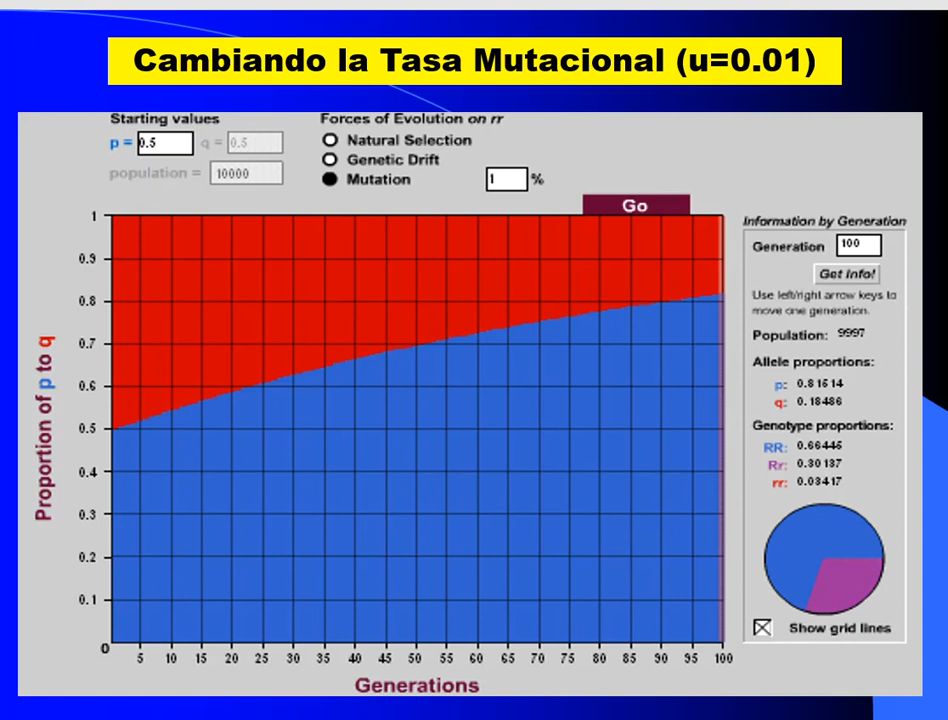 Cambiando la Tasa Mutacional (u=0.01)
Starting values
p = 0.5 q = 0.5
population = 10000
Forces of Evolution on rr
Natural Selection
Genetic Drift
Mutation 1 %
Go
Proportion of p to q
1
0.9
0.8
0.7
0.6
0.5
0.4
0.3
0.2
0.1
0
5 10 15 20 25 30 35 40 45 50 55 60 65 70 75 80 85 90 95 100
Generations
Information by Generation
Generation 100
Get Info!
Use left/right arrow keys to
move one generation.
Population: 9997
Allele proportions:
p: 0.81514
q: 0.18486
Genotype proportions:
RR: 0.66445
Rr: 0.30137
rr: 0.03417
Show grid lines